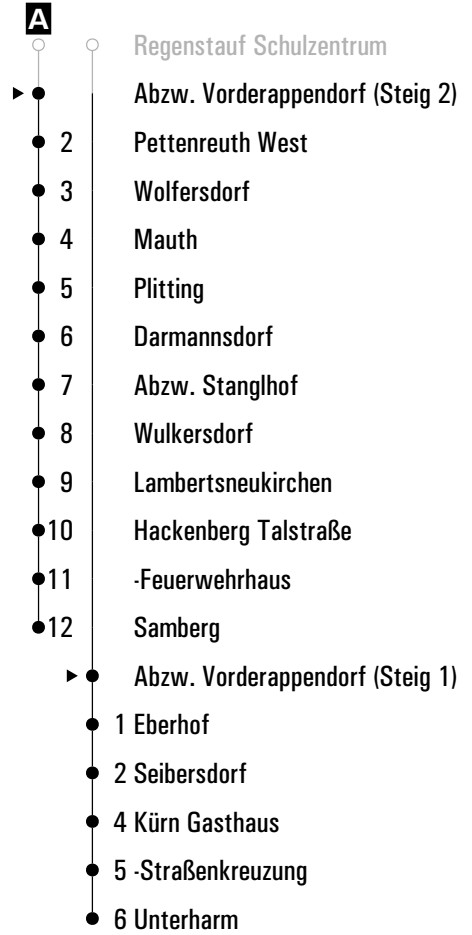 A
Regenstauf Schulzentrum
Abzw. Vorderappendorf (Steig 2)
2 Pettenreuth West
3 Wolfersdorf
4 Mauth
5 Plitting
6 Darmannsdorf
7 Abzw. Stanglhof
8 Wulkersdorf
9 Lambertsneukirchen
10 Hackenberg Talstraße
11 -Feuerwehrhaus
12 Samberg
Abzw. Vorderappendorf (Steig 1)
1 Eberhof
2 Seibersdorf
4 Kürn Gasthaus
5 -Straßenkreuzung
6 Unterharm